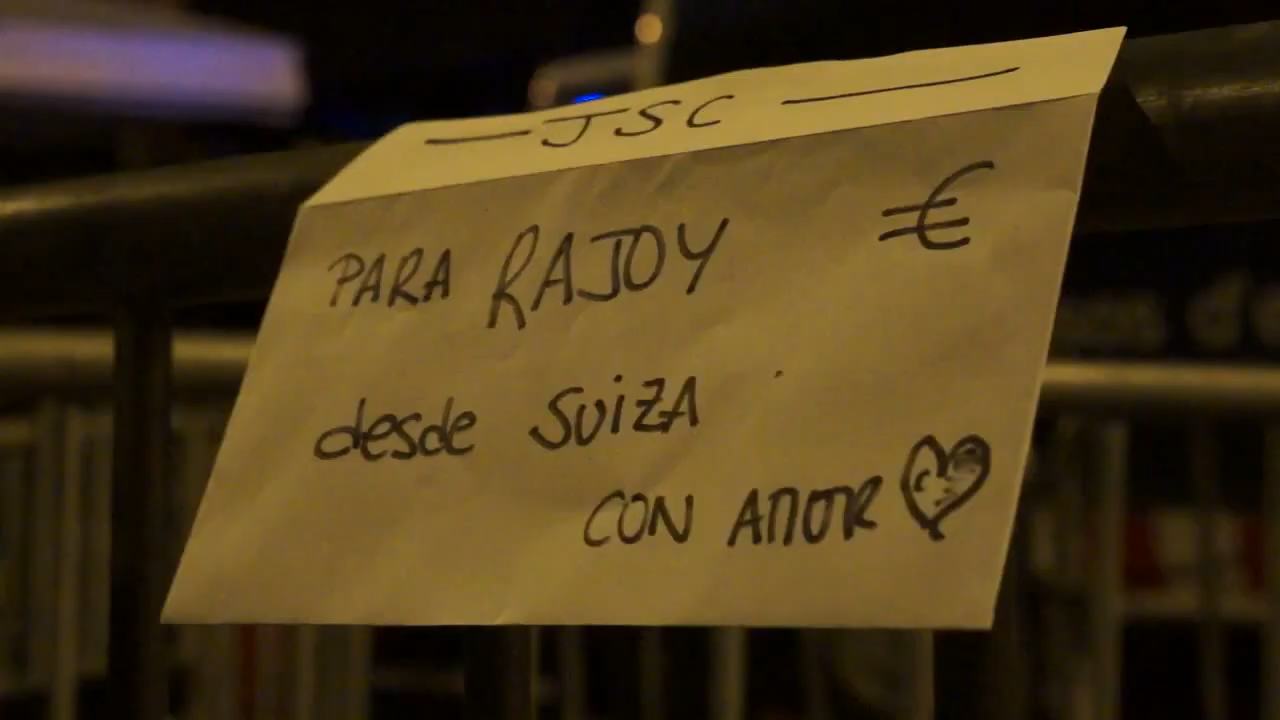 — JSC —
PARA RAJOY €
desde SUiZA
CON AMOR